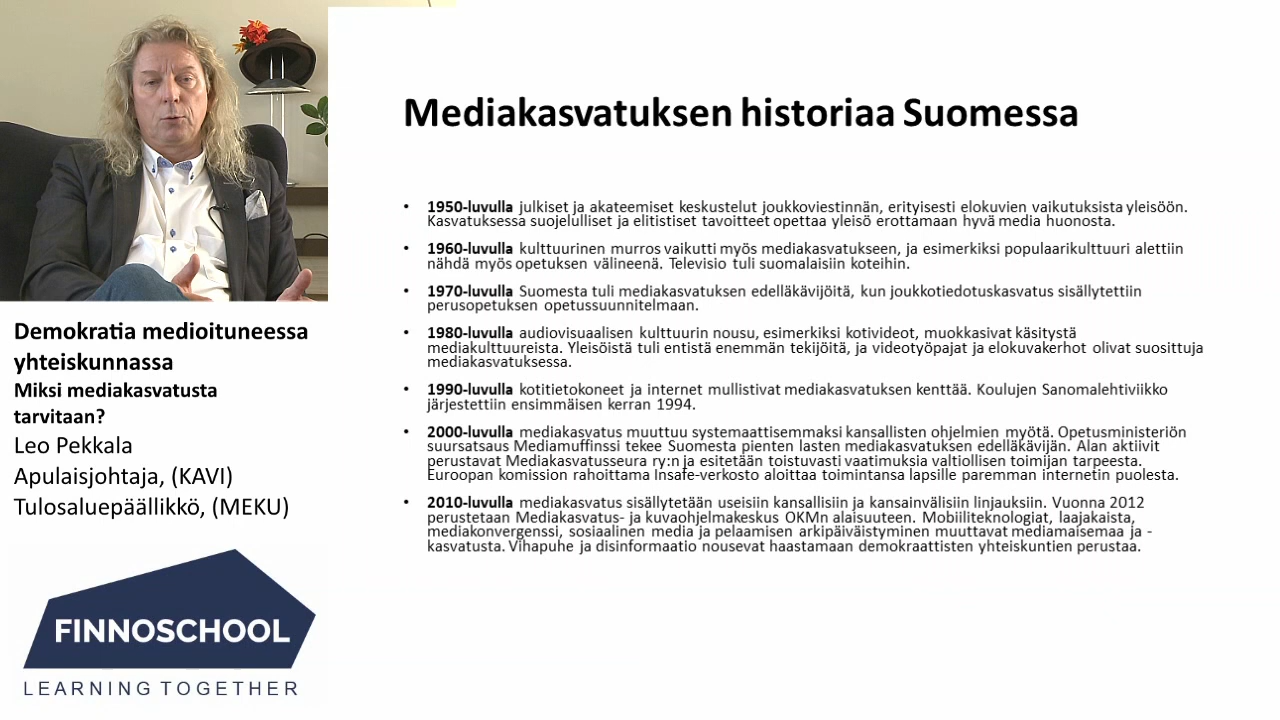 Mediakasvatuksen historiaa Suomessa
• 1950-luvulla julkiset ja akateemiset keskustelut joukkoviestinnän, erityisesti elokuvien vaikutuksista yleisöön.
Kasvatuksessa suojelulliset ja elitistiset tavoitteet opettaa yleisö erottamaan hyvä media huonosta.
• 1960-luvulla kulttuurinen murros vaikutti myös mediakasvatukseen, ja esimerkiksi populaarikulttuuri alettiin
nähdä myös opetuksen välineenä. Televisio tuli suomalaisiin koteihin.
• 1970-luvulla Suomesta tuli mediakasvatuksen edelläkävijöitä, kun joukkotiedotuskasvatus sisällytettiin
perusopetuksen opetussuunnitelmaan.
• 1980-luvulla audiovisuaalisen kulttuurin nousu, esimerkiksi kotivideot, muokkasivat käsitystä
mediakulttuureista. Yleisöistä tuli entistä enemmän tekijöitä, ja videotyöpajat ja elokuvakerhot olivat suosittuja
mediakasvatuksessa.
• 1990-luvulla kotitietokoneet ja internet mullistivat mediakasvatuksen kenttää. Koulujen Sanomalehtiviikko
järjestettiin ensimmäisen kerran 1994.
• 2000-luvulla mediakasvatus muuttuu systemaattisemmaksi kansallisten ohjelmien myötä. Opetusministeriön
suursatsaus Mediamuffinssi tekee Suomesta pienten lasten mediakasvatuksen edelläkävijän. Alan aktiivit
perustavat Mediakasvatusseura ry:n ja esitetään toistuvasti vaatimuksia valtiollisen toimijan tarpeesta.
Euroopan komission rahoittama Insafe-verkosto aloittaa toimintansa lapsille paremman internetin puolesta.
• 2010-luvulla mediakasvatus sisällytetään useisiin kansallisiin ja kansainvälisiin linjauksiin. Vuonna 2012
perustetaan Mediakasvatus- ja kuvaohjelmakeskus OKMn alaisuuteen. Mobiiliteknologiat, laajakaista,
mediakonvergenssi, sosiaalinen media ja pelaamisen arkipäiväistyminen muuttavat mediamaisemaa ja -
kasvatusta. Vihapuhe ja disinformaatio nousevat haastamaan demokraattisten yhteiskuntien perustaa.
Demokratia medioituneessa
yhteiskunnassa
Miksi mediakasvatusta
tarvitaan?
Leo Pekkala
Apulaisjohtaja, (KAVI)
Tulosaluepäällikkö, (MEKU)
FINNOSCHOOL
LEARNING TOGETHER